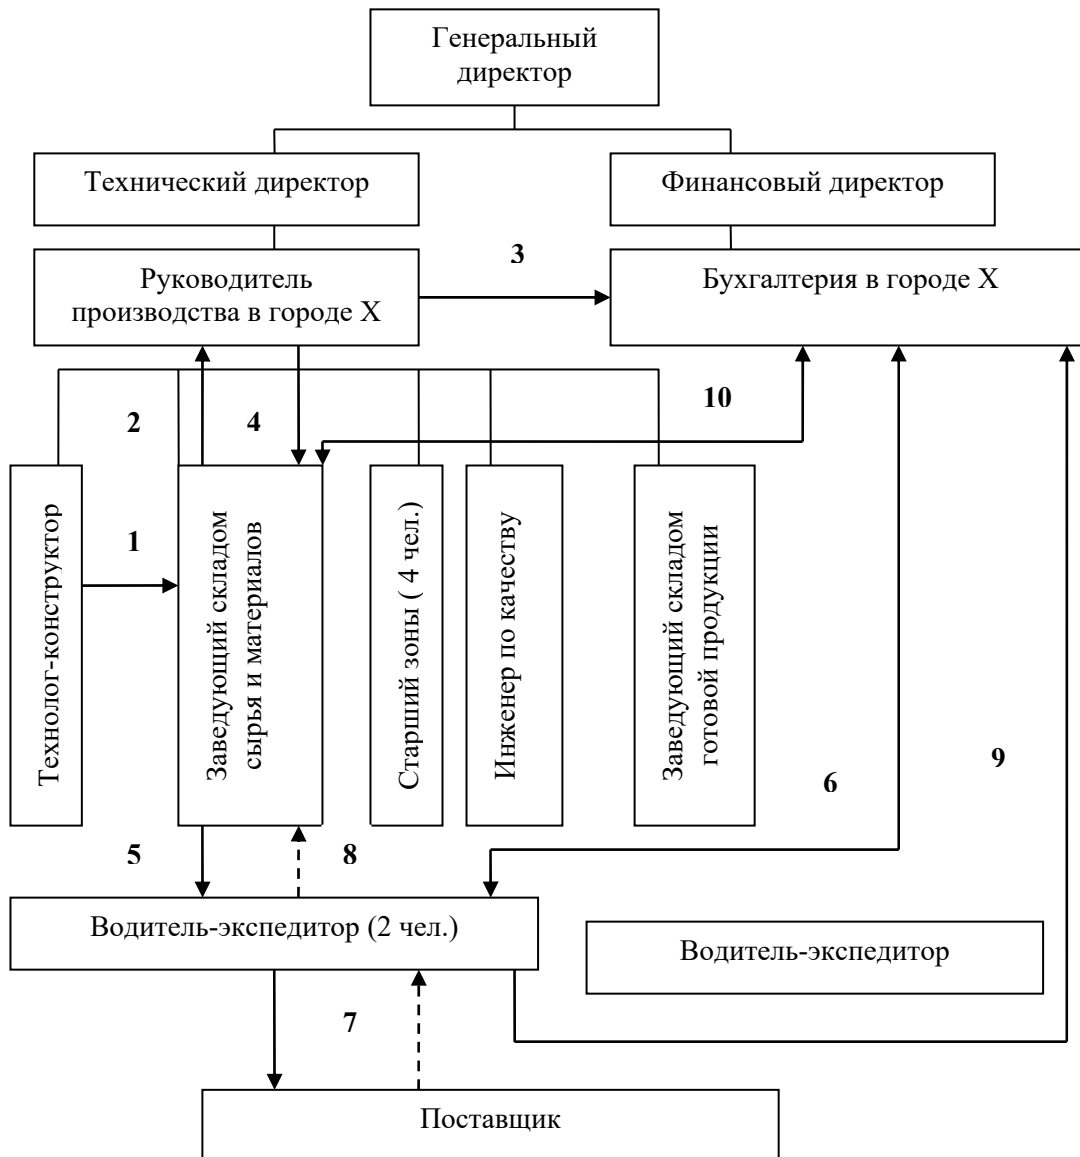 Генеральный
директор
Технический директор
Финансовый директор
3
Руководитель
производства в городе X
Бухгалтерия в городе X
2
4
10
1
Технолог-конструктор
Заведующий складом
сырья и материалов
Старший зоны ( 4 чел.)
Инженер по качеству
Заведующий складом
готовой продукции
9
6
5
8
Водитель-экспедитор (2 чел.)
Водитель-экспедитор
7
Поставщик